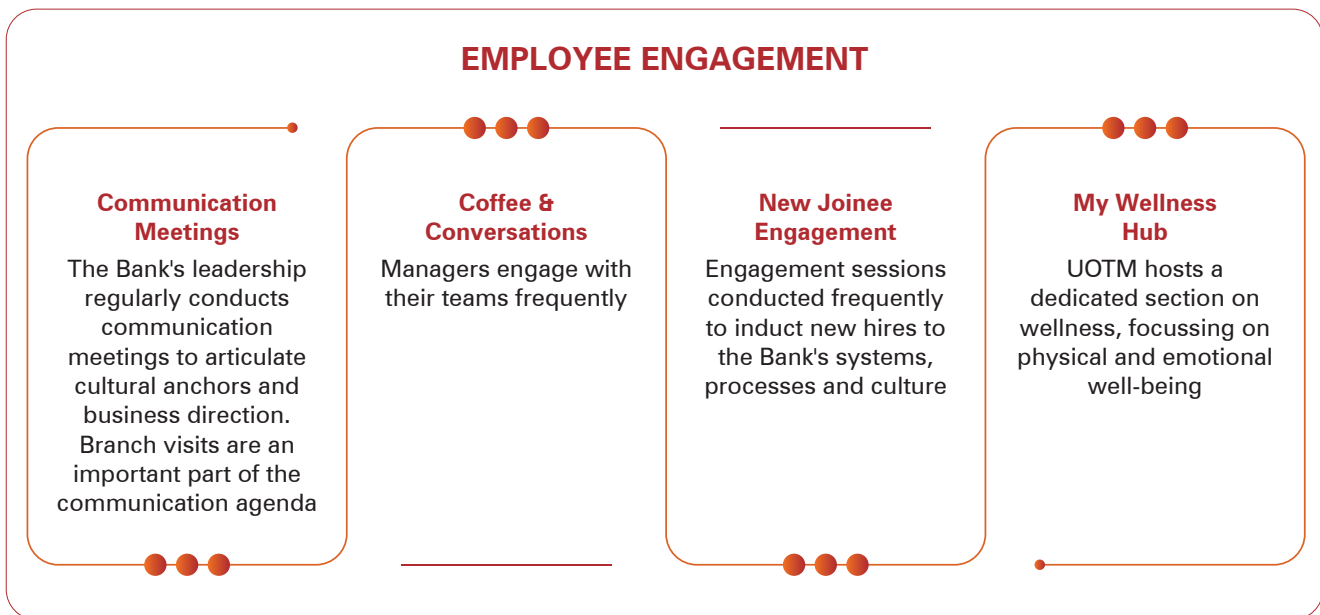 EMPLOYEE ENGAGEMENT
Communication
Meetings
The Bank's leadership
regularly conducts
communication
meetings to articulate
cultural anchors and
business direction.
Branch visits are an
important part of the
communication agenda
Coffee &
Conversations
Managers engage with
their teams frequently
New Joinee
Engagement
Engagement sessions
conducted frequently
to induct new hires to
the Bank's systems,
processes and culture
My Wellness
Hub
UOTM hosts a
dedicated section on
wellness, focussing on
physical and emotional
well-being